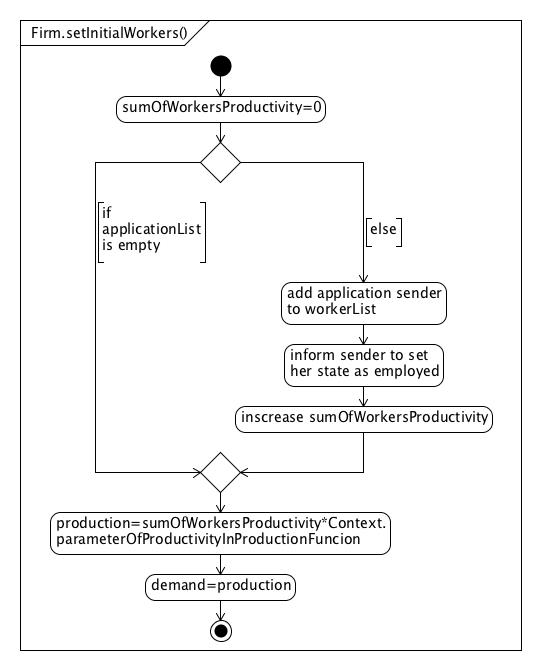 Firm.setInitialWorkers()
sumOfWorkersProductivity=0
if
applicationList
is empty
else
add application sender
to workerList
inform sender to set
her state as employed
inscrease sumOfWorkersProductivity
production=sumOfWorkersProductivity*Context.
parameterOfProductivityInProductionFuncion
demand=production